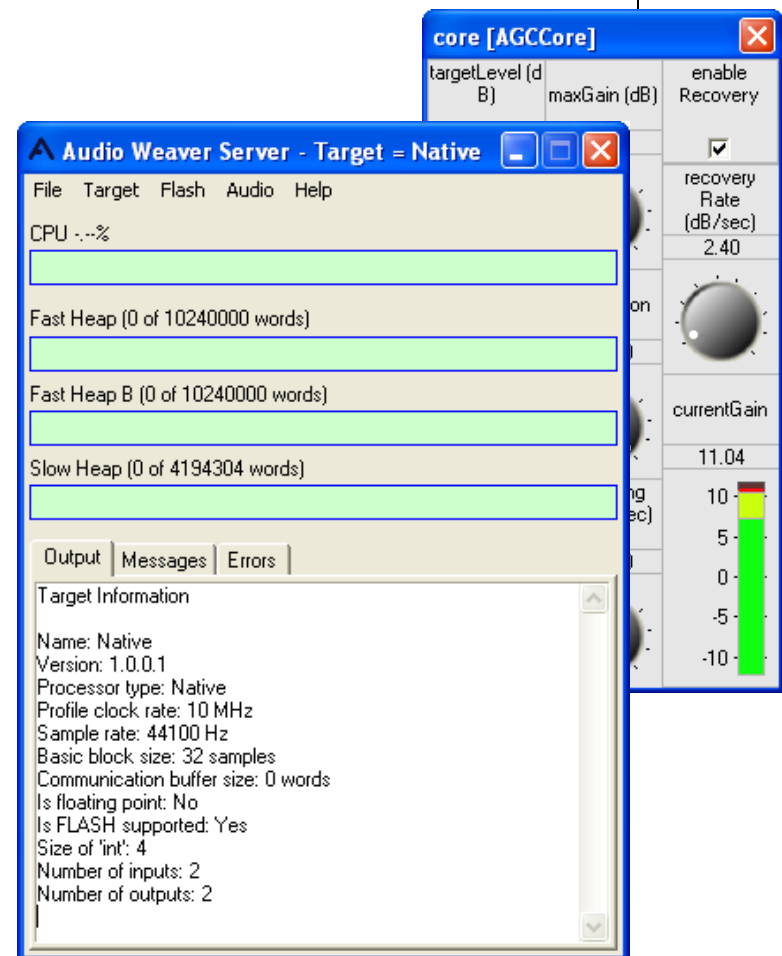 core [AGCCore]
targetLevel (d
B)
maxGain (dB)
enable
Recovery
Audio Weaver Server - Target = Native
File Target Flash Audio Help
CPU -.--%
Fast Heap (0 of 10240000 words)
Fast Heap B (0 of 10240000 words)
Slow Heap (0 of 4194304 words)
Output Messages Errors
Target Information
Name: Native
Version: 1.0.0.1
Processor type: Native
Profile clock rate: 10 MHz
Sample rate: 44100 Hz
Basic block size: 32 samples
Communication buffer size: 0 words
Is floating point: No
Is FLASH supported: Yes
Size of 'int': 4
Number of inputs: 2
Number of outputs: 2
recovery
Rate
(dB/sec)
2.40
currentGain
11.04
10
5
0
-5
-10